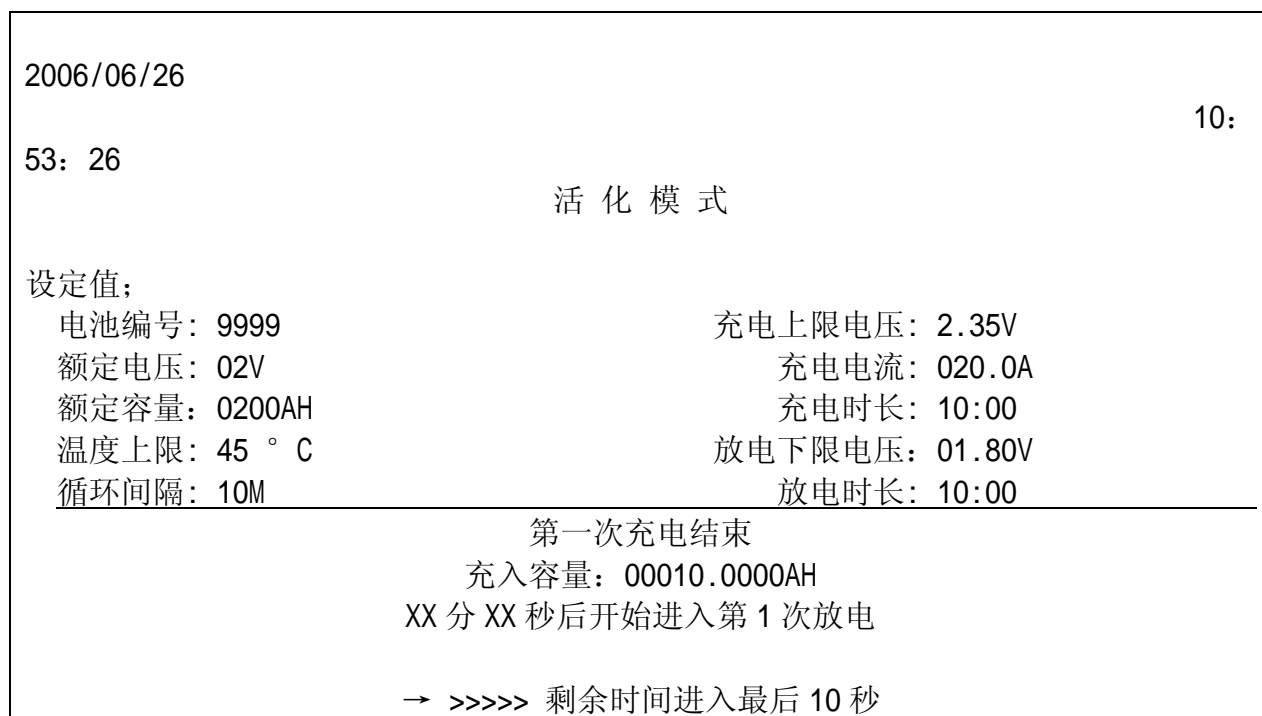 2006/06/26
10：
53：26
活 化 模 式
设定值；
电池编号: 9999 充电上限电压: 2.35V
额定电压: 02V 充电电流: 020.0A
额定容量：0200AH 充电时长: 10:00
温度上限: 45 °C 放电下限电压：01.80V
循环间隔: 10M 放电时长: 10:00
第一次充电结束
充入容量：00010.0000AH
XX 分 XX 秒后开始进入第 1 次放电
→ >>>>> 剩余时间进入最后 10 秒